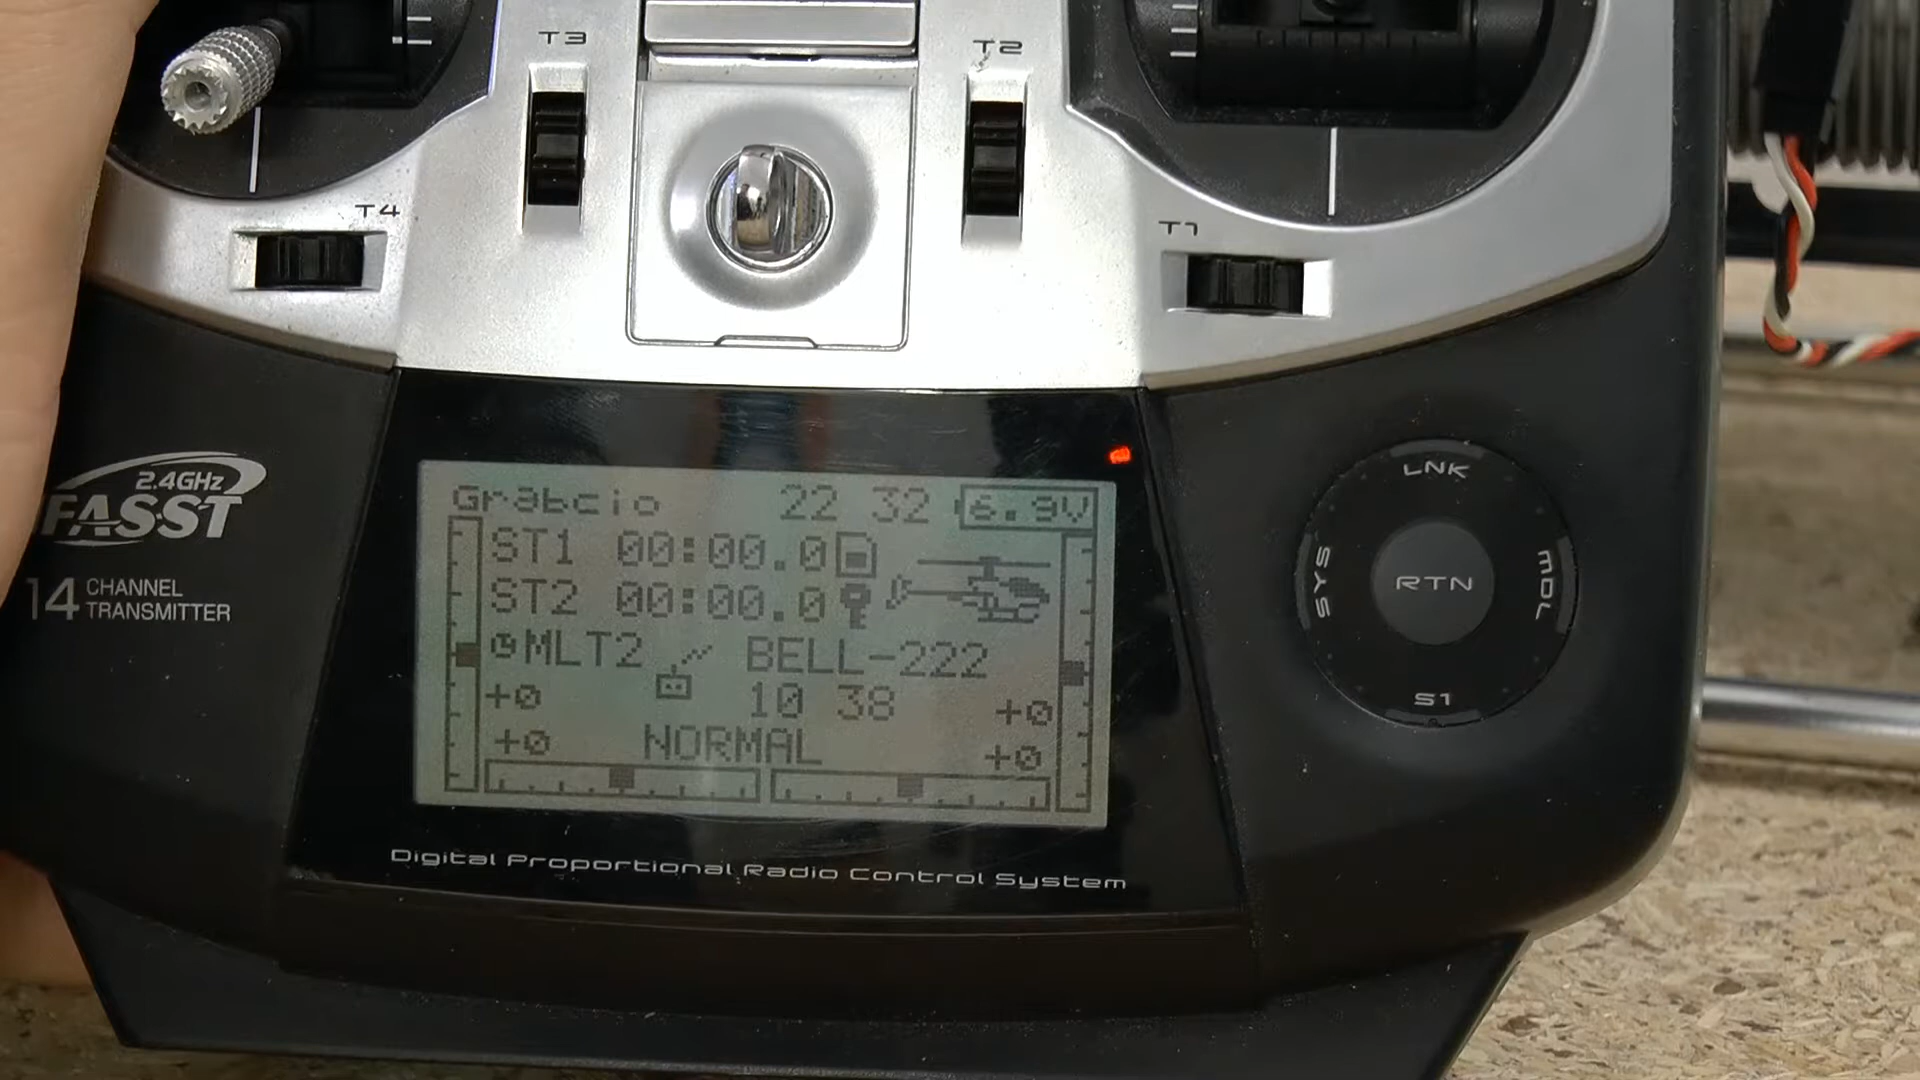 T3
T2
T4
T1
2.4GHz
FASST
14 CHANNEL
TRANSMITTER
Grabcio 22 32 6.9V
ST1 00:00.0
ST2 00:00.0
MLT2 BELL-222
+0 10 38 +0
+0 NORMAL +0
Digital Proportional Radio Control System
LNK
SYS RTN MDL
S1